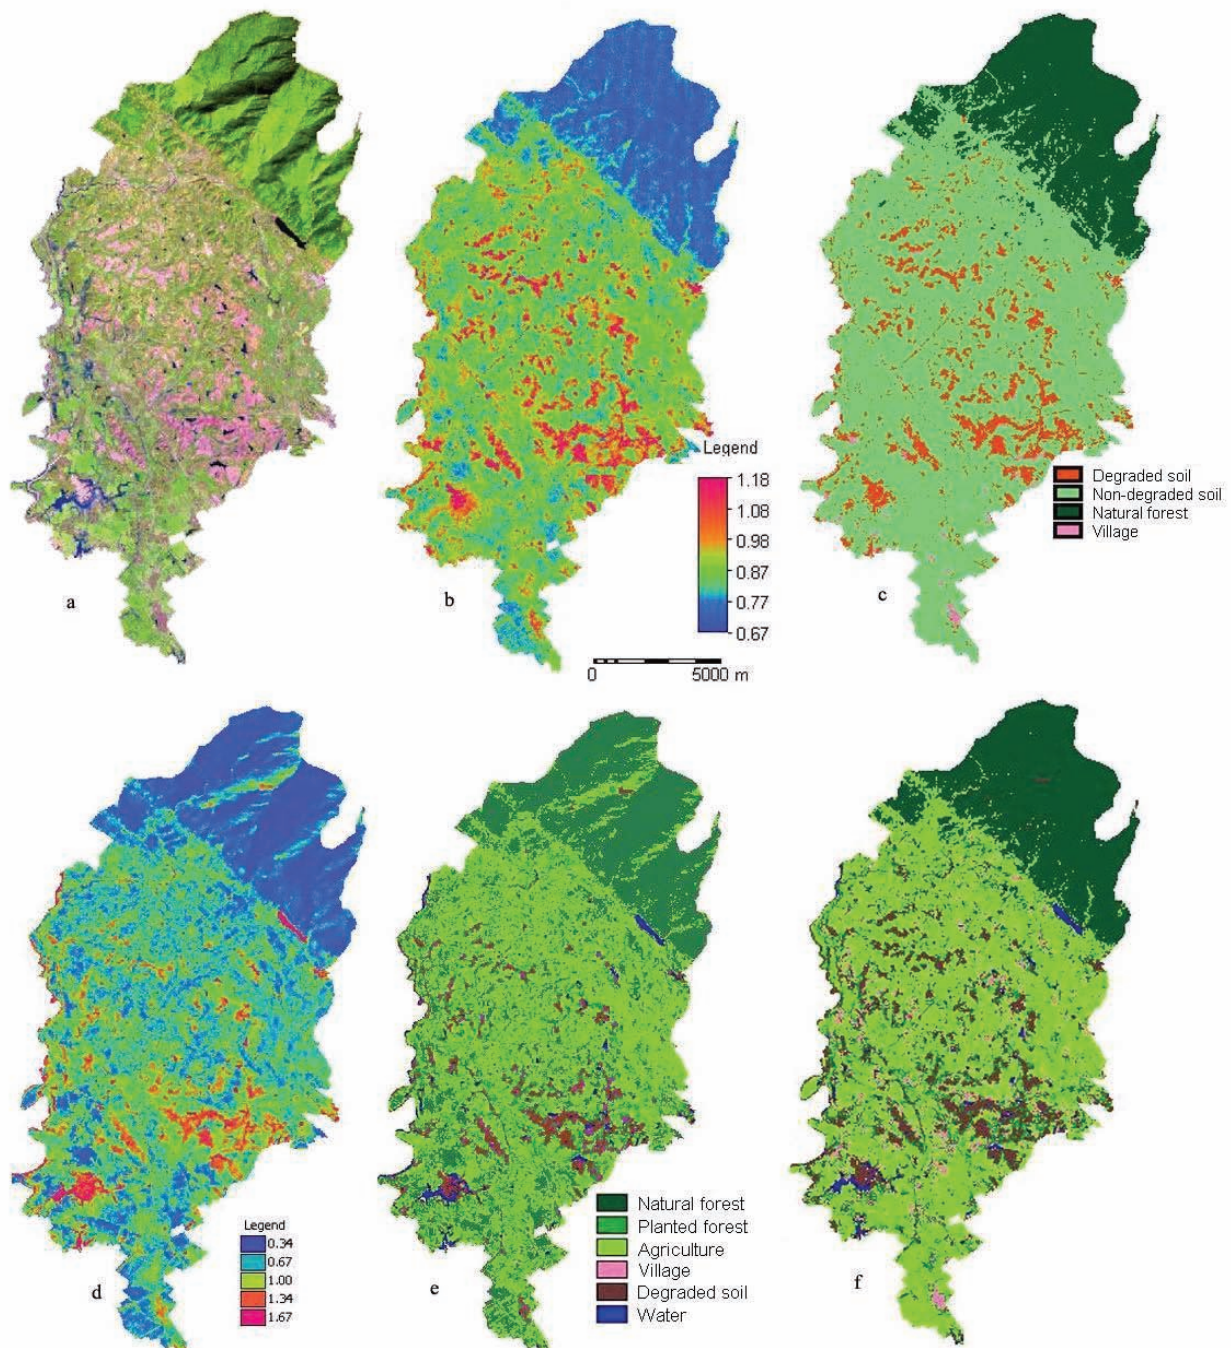 Legend
1.18
1.08
0.98
0.87
0.77
0.67
Degraded soil
Non-degraded soil
Natural forest
Village
a
b
c
0
5000 m
Legend
0.34
0.67
1.00
1.34
1.67
Natural forest
Planted forest
Agriculture
Village
Degraded soil
Water
d
e
f